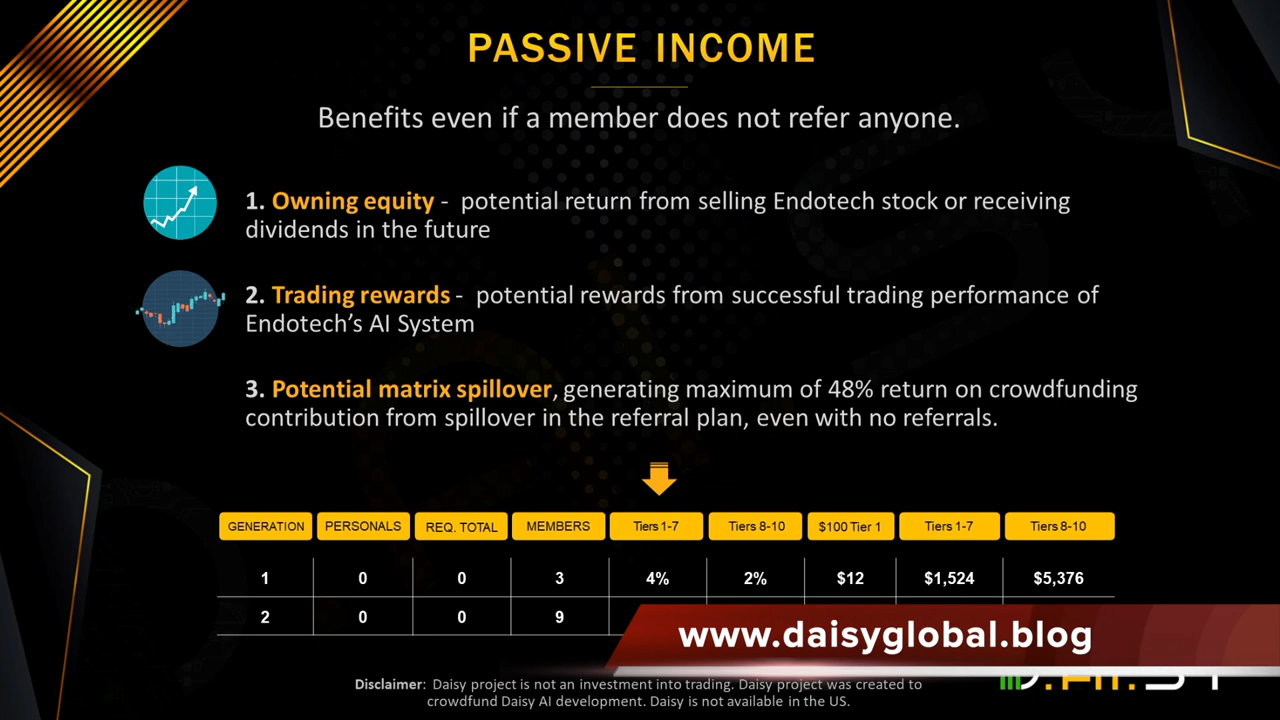 PASSIVE INCOME
Benefits even if a member does not refer anyone.
1. Owning equity - potential return from selling Endotech stock or receiving
dividends in the future
2. Trading rewards - potential rewards from successful trading performance of
Endotech's AI System
3. Potential matrix spillover, generating maximum of 48% return on crowdfunding
contribution from spillover in the referral plan, even with no referrals.
GENERATION PERSONALS REQ. TOTAL MEMBERS Tiers 1-7 Tiers 8-10 $100 Tier 1 Tiers 1-7 Tiers 8-10
1 0 0 3 4% 2% $12 $1,524 $5,376
2 0 0 9
www.daisyglobal.blog
Disclaimer: Daisy project is not an investment into trading. Daisy project was created to
crowdfund Daisy AI development. Daisy is not available in the US.